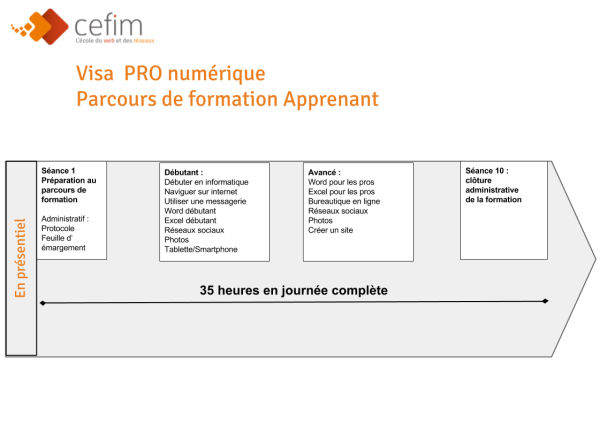 cefim
L'école du web et des réseaux
Visa PRO numérique
Parcours de formation Apprenant
En présentiel
Séance 1
Préparation au
parcours de
formation
Administratif :
Protocole
Feuille d'
émargement
Débutant :
Débuter en informatique
Naviguer sur internet
Utiliser une messagerie
Word débutant
Excel débutant
Réseaux sociaux
Photos
Tablette/Smartphone
Avancé :
Word pour les pros
Excel pour les pros
Bureautique en ligne
Réseaux sociaux
Photos
Créer un site
Séance 10 :
clôture
administrative
de la formation
35 heures en journée complète